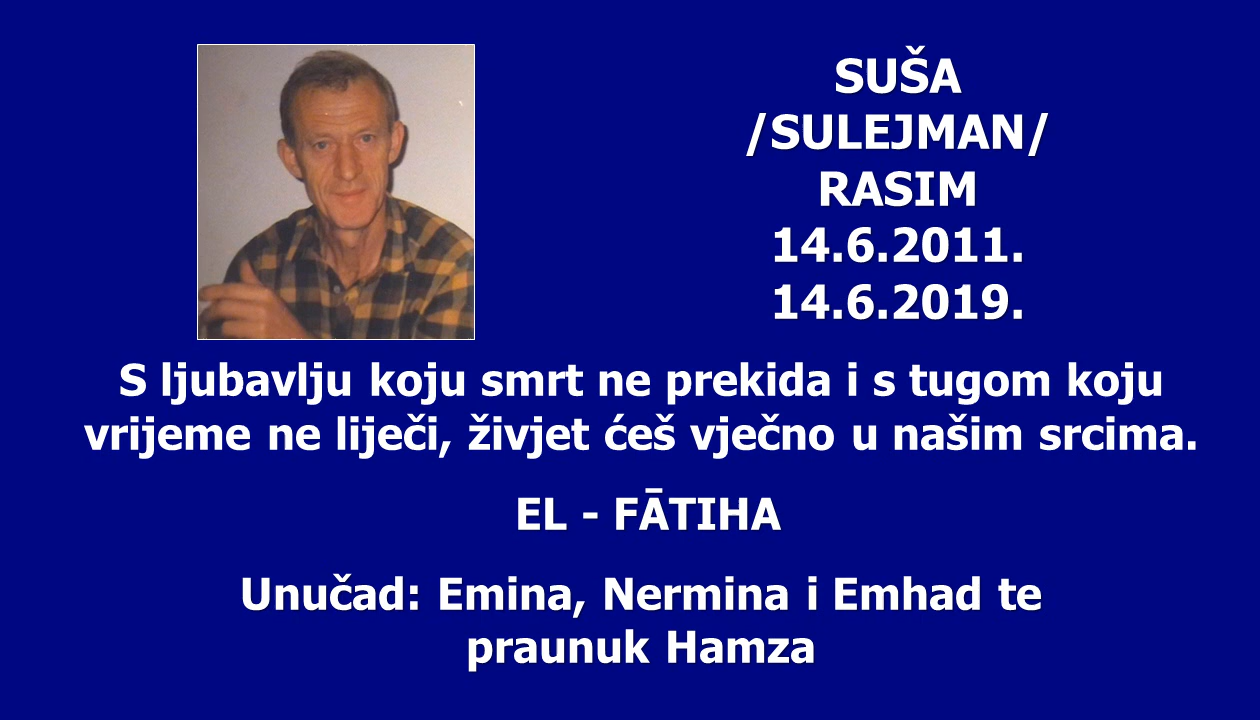 SUŠA
/SULEJMAN/
RASIM
14.6.2011.
14.6.2019.
S ljubavlju koju smrt ne prekida i s tugom koju
vrijeme ne liječi, živjet ćeš vječno u našim srcima.
EL - FĀTIHA
Unučad: Emina, Nermina i Emhad te
praunuk Hamza